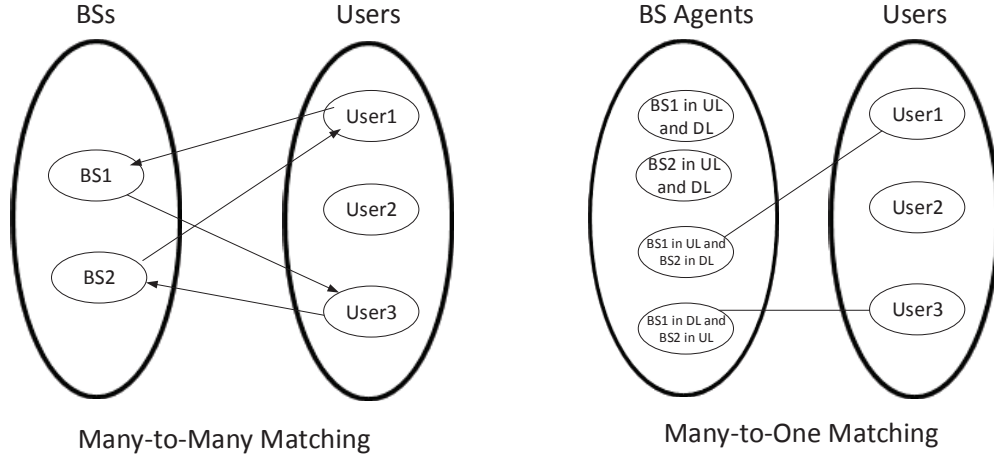 BSs
Users
BS1
BS2
User1
User2
User3
Many-to-Many Matching
BS Agents
Users
BS1 in UL
and DL
BS2 in UL
and DL
BS1 in UL and
BS2 in DL
BS1 in DL and
BS2 in UL
User1
User2
User3
Many-to-One Matching